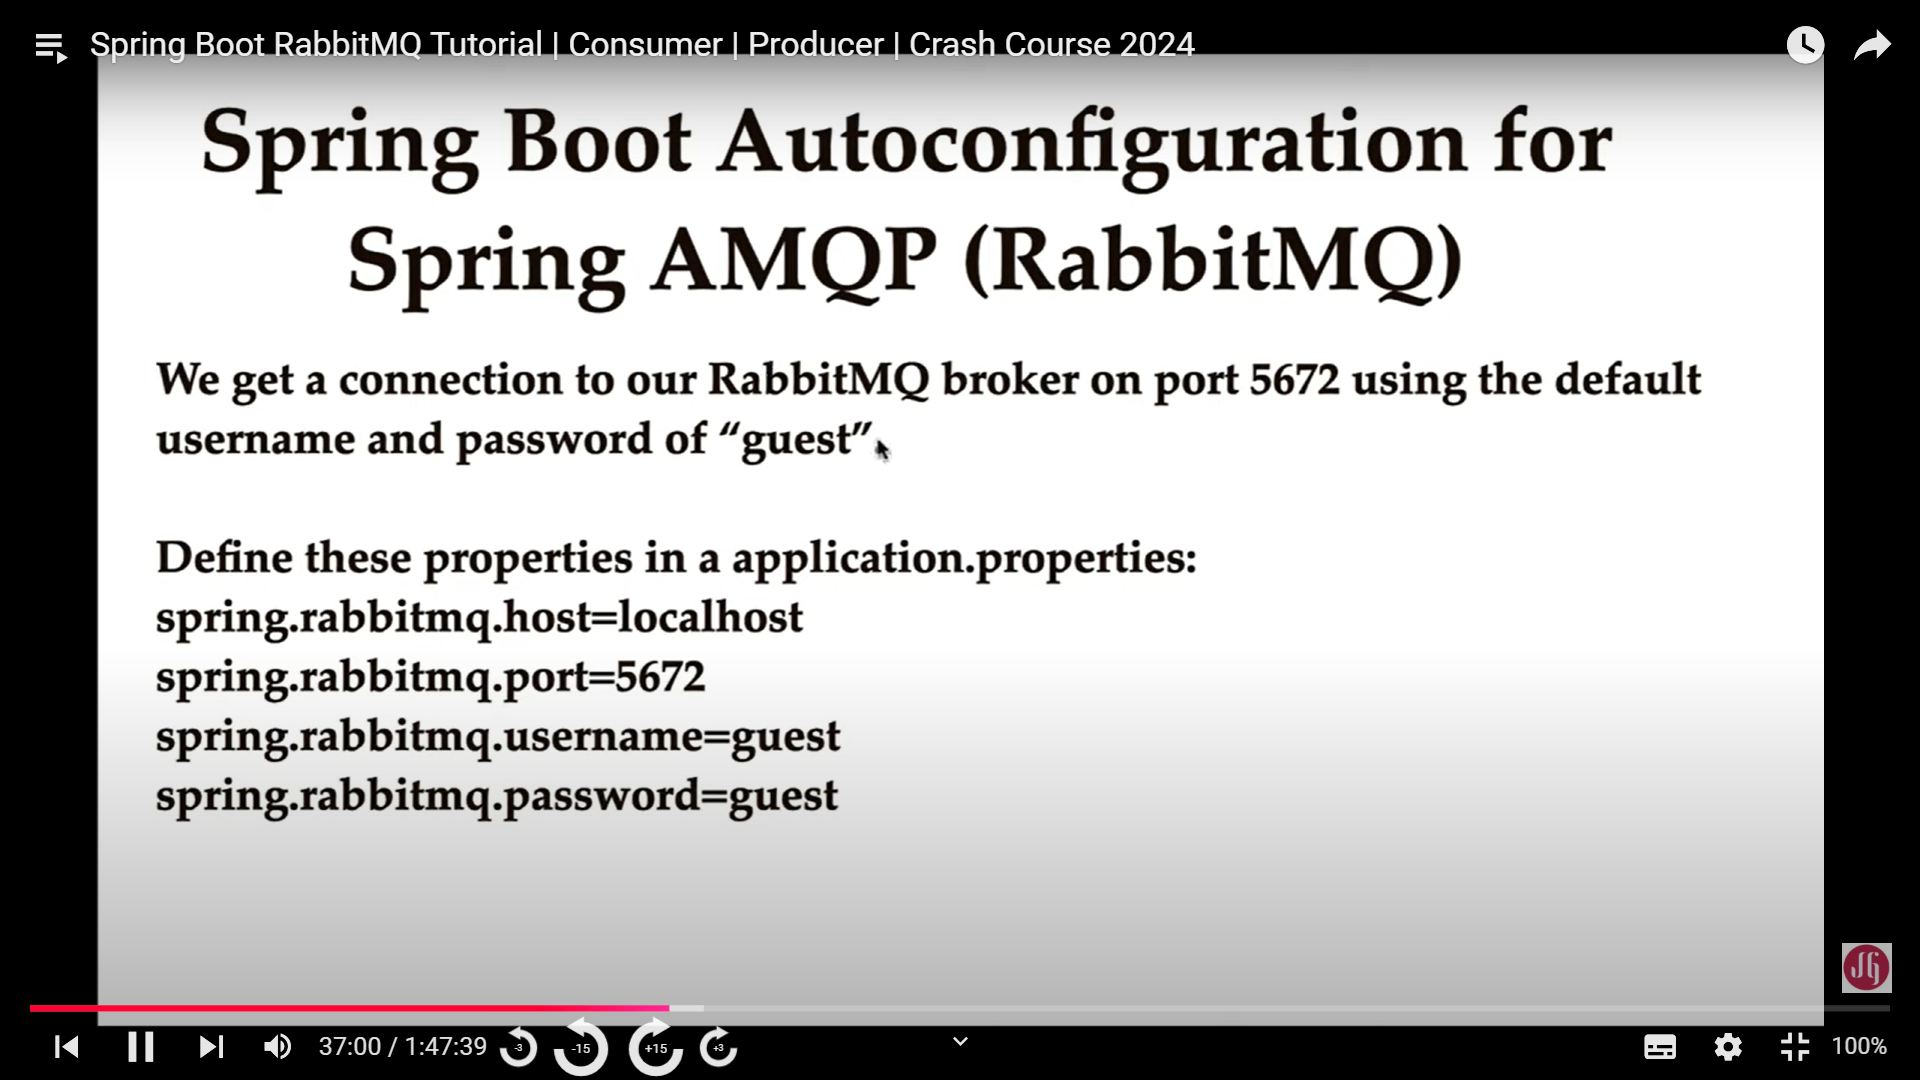 Spring Boot RabbitMQ Tutorial | Consumer | Producer | Crash Course 2024
Spring Boot Autoconfiguration for
Spring AMQP (RabbitMQ)
We get a connection to our RabbitMQ broker on port 5672 using the default
username and password of “guest”
Define these properties in a application.properties:
spring.rabbitmq.host=localhost
spring.rabbitmq.port=5672
spring.rabbitmq.username=guest
spring.rabbitmq.password=guest
JG
37:00 / 1:47:39
-3
-15
+15
+3
100%